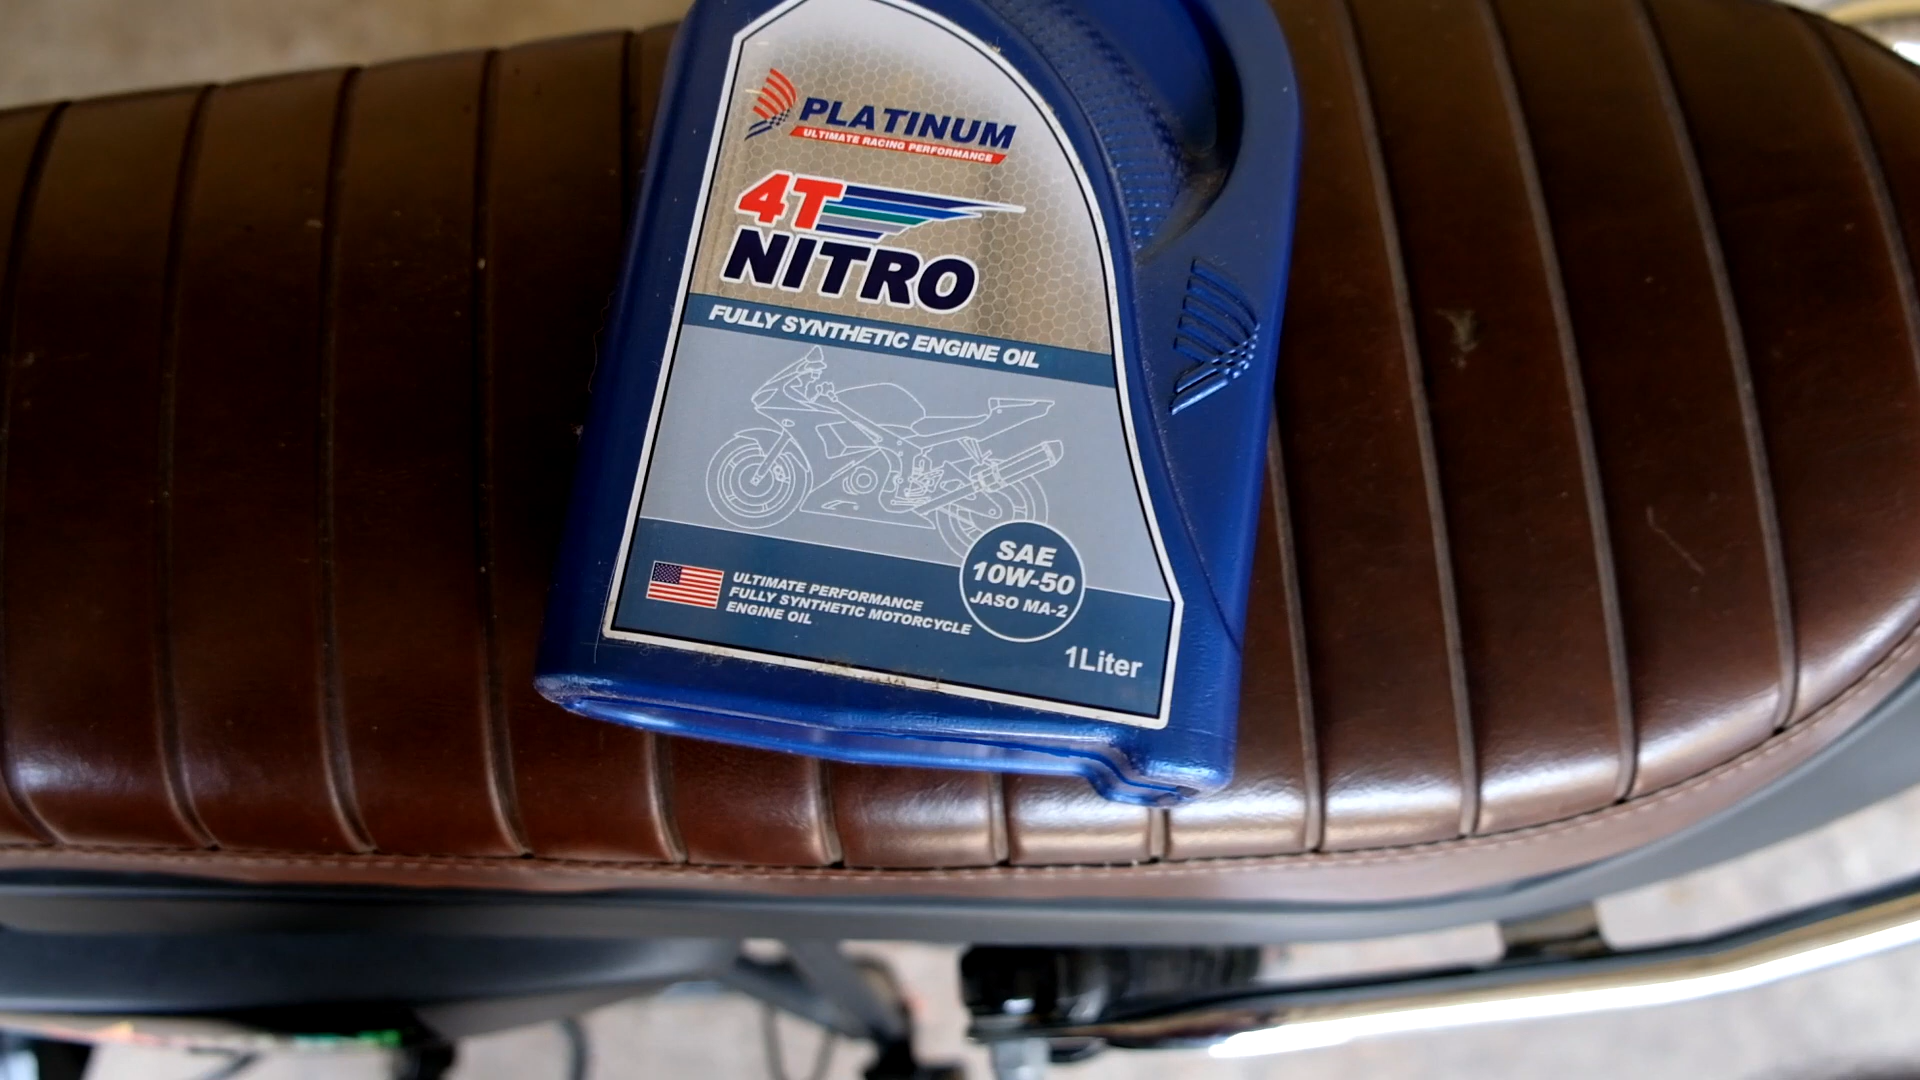 PLATINUM
ULTIMATE RACING PERFORMANCE
4T
NITRO
FULLY SYNTHETIC ENGINE OIL
SAE
10W-50
JASO MA-2
ULTIMATE PERFORMANCE
FULLY SYNTHETIC MOTORCYCLE
ENGINE OIL
1Liter